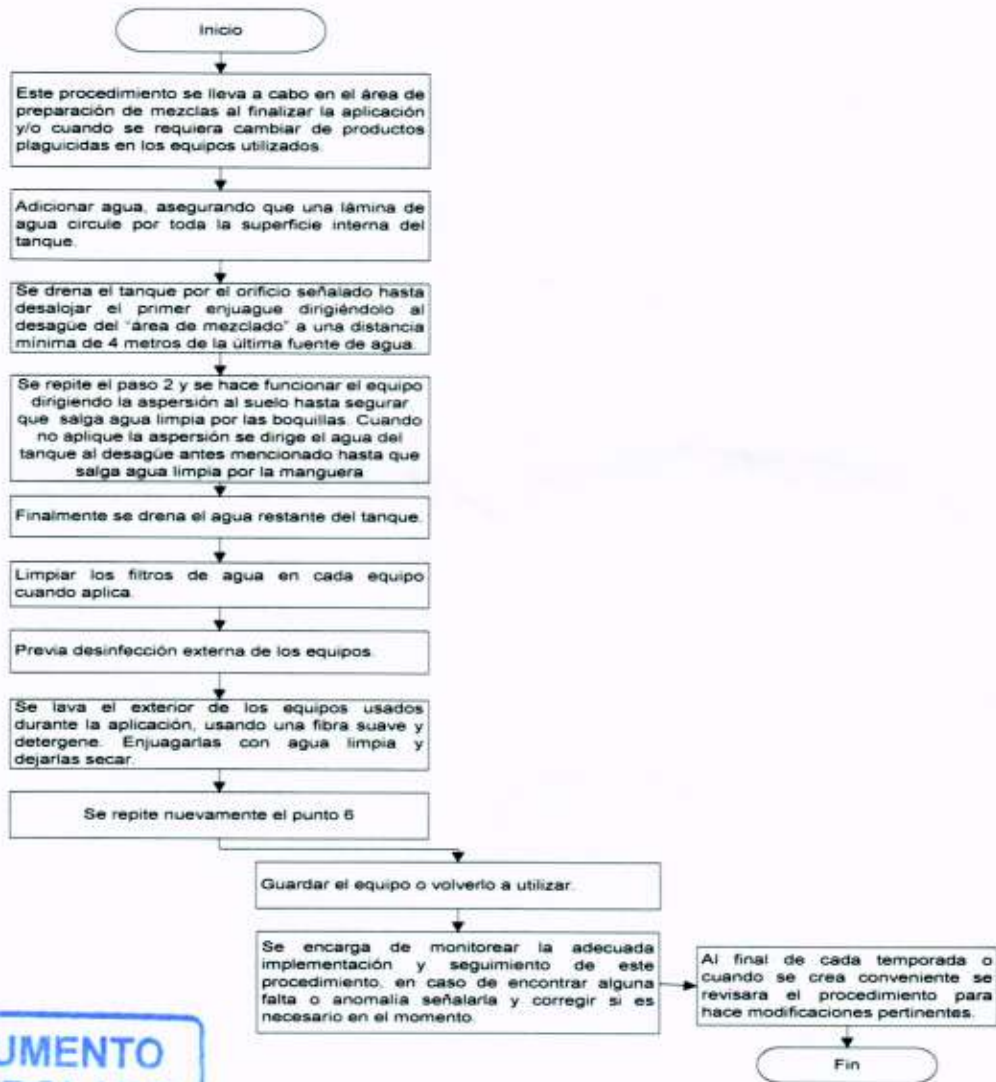 Inicio
Este procedimiento se lleva a cabo en el área de
preparación de mezclas al finalizar la aplicación
y/o cuando se requiera cambiar de productos
plaguicidas en los equipos utilizados.
Adicionar agua, asegurando que una lámina de
agua circule por toda la superficie interna del
tanque.
Se drena el tanque por el orificio señalado hasta
desalojar el primer enjuague dirigiéndolo al
desagüe del "área de mezclado" a una distancia
mínima de 4 metros de la última fuente de agua.
Se repite el paso 2 y se hace funcionar el equipo
dirigiendo la aspersión al suelo hasta segurar
que salga agua limpia por las boquillas. Cuando
no aplique la aspersión se dirige el agua del
tanque al desagüe antes mencionado hasta que
salga agua limpia por la manguera
Finalmente se drena el agua restante del tanque.
Limpiar los filtros de agua en cada equipo
cuando aplica.
Previa desinfección externa de los equipos.
Se lava el exterior de los equipos usados
durante la aplicación, usando una fibra suave y
detergene. Enjuagarlas con agua limpia y
dejarlas secar.
Se repite nuevamente el punto 6
Guardar el equipo o volverlo a utilizar.
Se encarga de monitorear la adecuada
implementación y seguimiento de este
procedimiento, en caso de encontrar alguna
falta o anomalía señalarla y corregir si es
necesario en el momento.
Al final de cada temporada o
cuando se crea conveniente se
revisara el procedimiento para
hace modificaciones pertinentes.
Fin
UMENTO